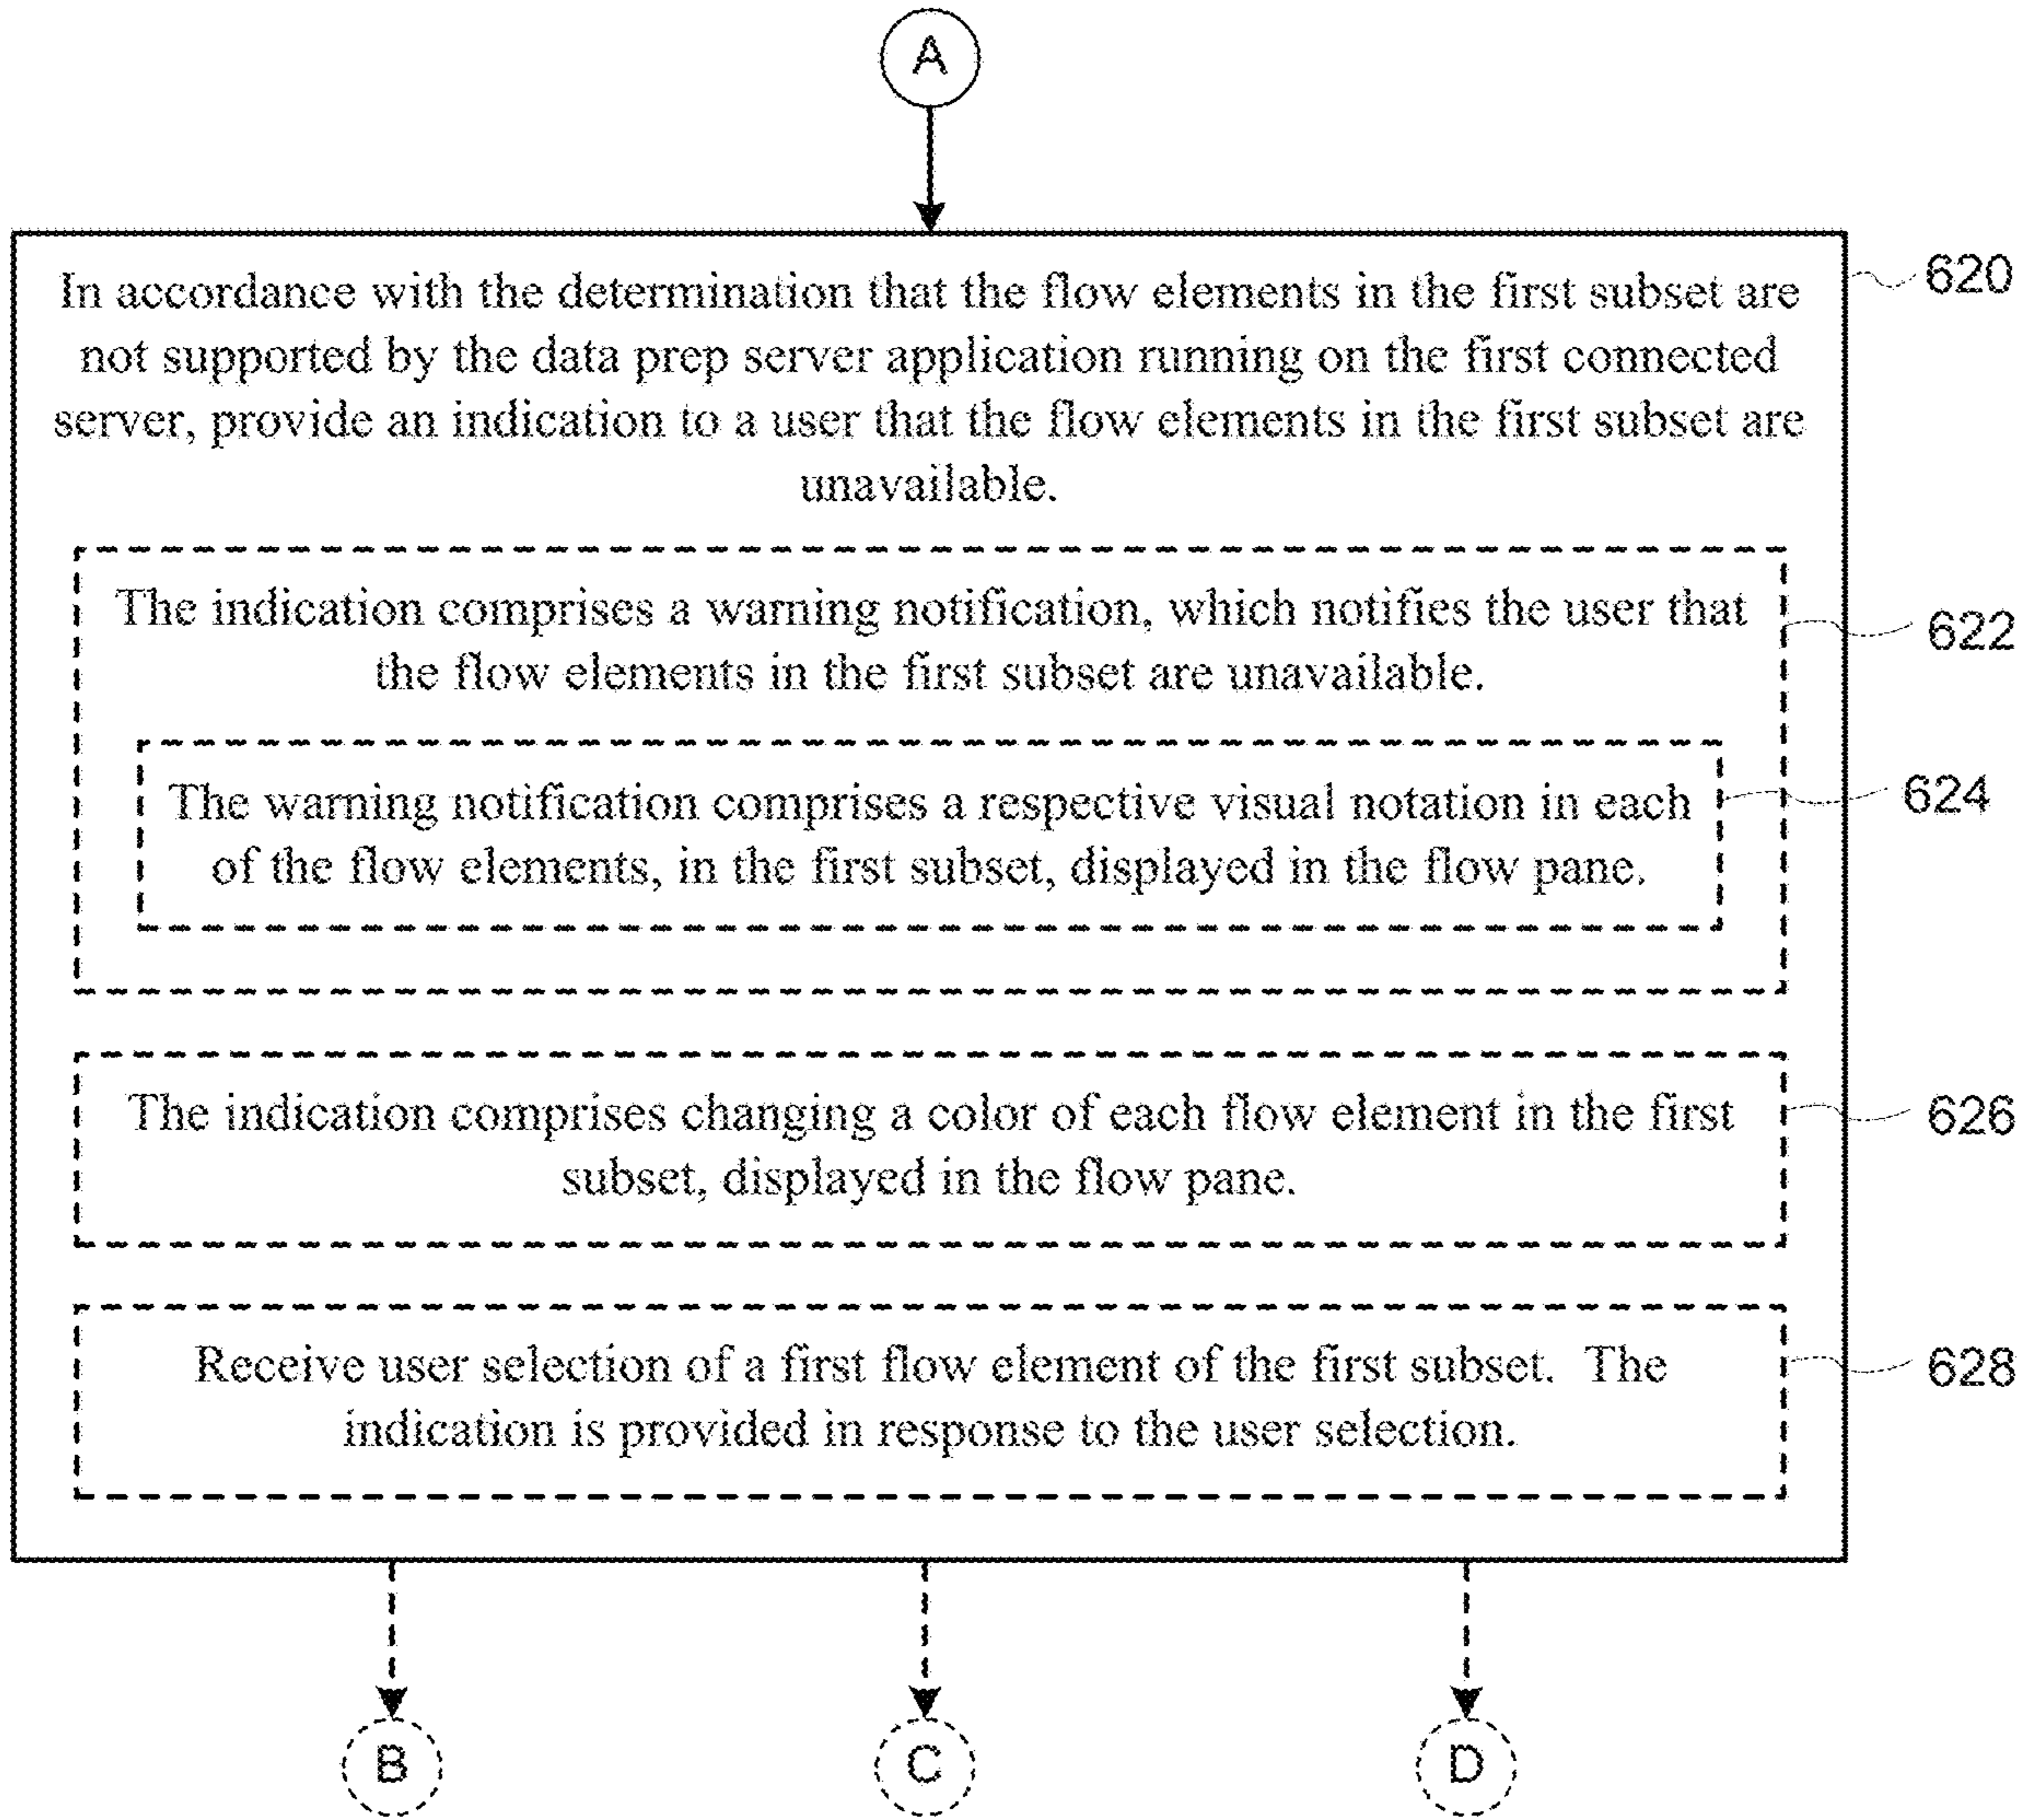 A
In accordance with the determination that the flow elements in the first subset are
not supported by the data prep server application running on the first connected
server, provide an indication to a user that the flow elements in the first subset are
unavailable.
620
The indication comprises a warning notification, which notifies the user that
the flow elements in the first subset are unavailable.
622
The warning notification comprises a respective visual notation in each
of the flow elements, in the first subset, displayed in the flow pane.
624
The indication comprises changing a color of each flow element in the first
subset, displayed in the flow pane.
626
Receive user selection of a first flow element of the first subset.  The
indication is provided in response to the user selection.
628
B
C
D